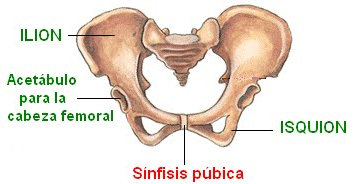 ILION
Acetábulo
para la
cabeza femoral
ISQUION
Sínfisis púbica